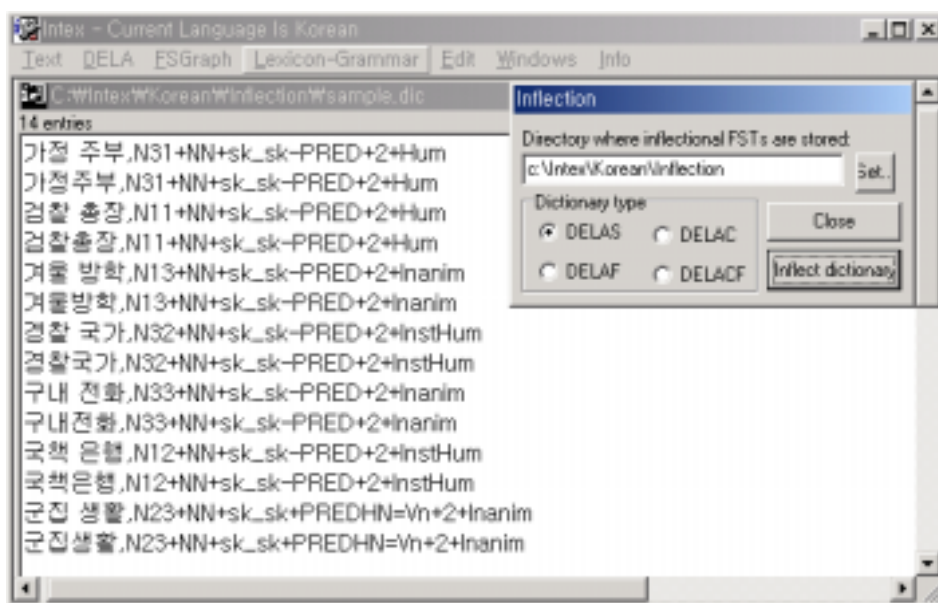 Intex - Current Language Is Korean
Text DELA FSGraph Lexicon-Grammar Edit Windows Info
C:₩Intex₩Korean₩Inflection₩sample.dic
14 entries
가정 주부,N31+NN+sk_sk-PRED+2+Hum
가정주부,N31+NN+sk_sk-PRED+2+Hum
검찰 총장,N11+NN+sk_sk-PRED+2+Hum
검찰총장,N11+NN+sk_sk-PRED+2+Hum
겨울 방학,N13+NN+sk_sk-PRED+2+Inanim
겨울방학,N13+NN+sk_sk-PRED+2+Inanim
경찰 국가,N32+NN+sk_sk-PRED+2+InstHum
경찰국가,N32+NN+sk_sk-PRED+2+InstHum
구내 전화,N33+NN+sk_sk-PRED+2+Inanim
구내전화,N33+NN+sk_sk-PRED+2+Inanim
국책 은행,N12+NN+sk_sk-PRED+2+InstHum
국책은행,N12+NN+sk_sk-PRED+2+InstHum
군집 생활,N23+NN+sk_sk+PREDHN=Vn+2+Inanim
군집생활,N23+NN+sk_sk+PREDHN=Vn+2+Inanim
Inflection
Directory where inflectional FSTs are stored:
c:\Intex\Korean\Inflection
Set..
Dictionary type
DELAS DELAC
DELAF DELACF
Close
Inflect dictionary